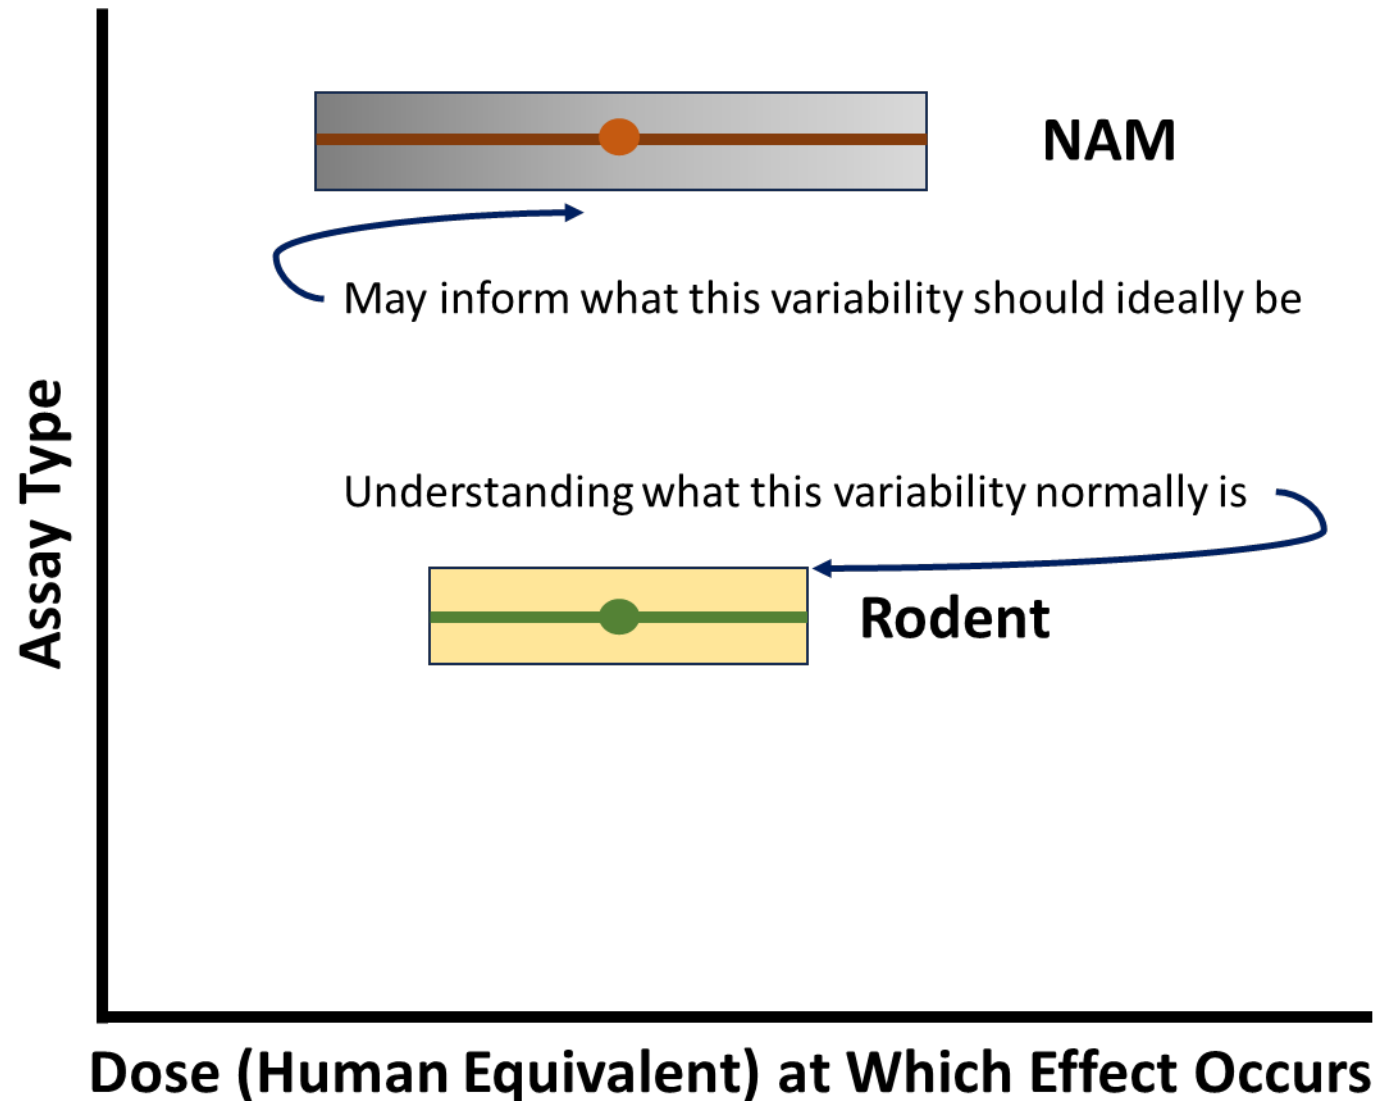 NAM
May inform what this variability should ideally be
Understanding what this variability normally is
Rodent
Assay Type
Dose (Human Equivalent) at Which Effect Occurs